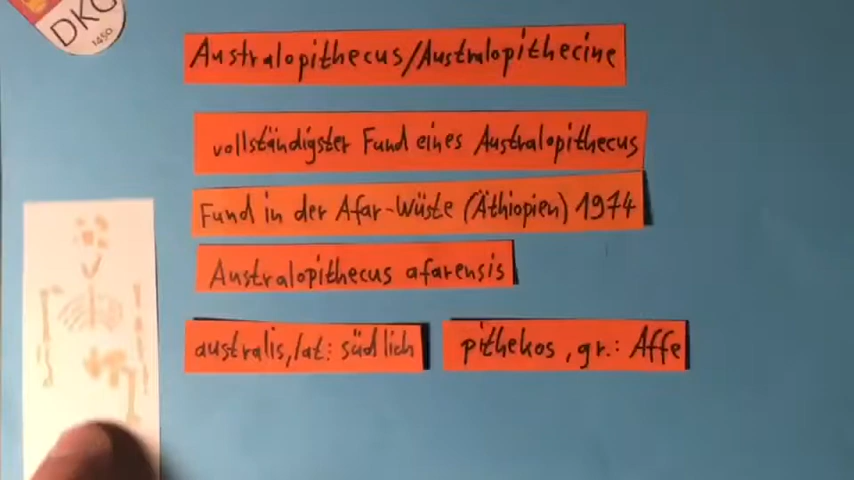 DKG
1450
Australopithecus/Australopithecine
vollständigster Fund eines Australopithecus
Fund in der Afar-Wüste (Äthiopien) 1974
Australopithecus afarensis
australis, lat: südlich
pithekos, gr.: Affe